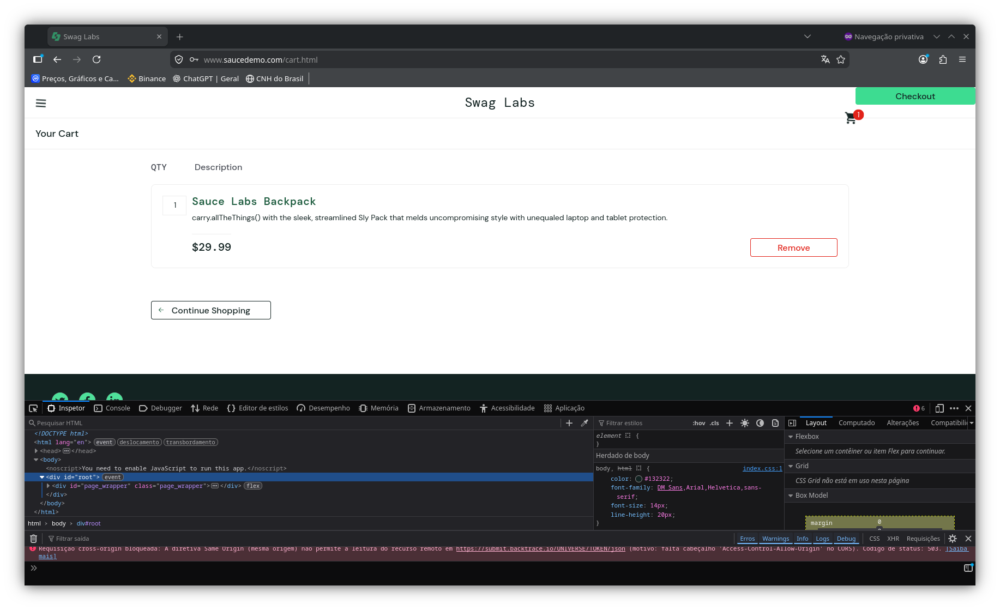 Swag Labs
Navegação privativa
www.saucedemo.com/cart.html
Preços, Gráficos e Ca... Binance ChatGPT | Geral CNH do Brasil
Swag Labs
Checkout
1
Your Cart
QTY Description
1
Sauce Labs Backpack
carry.allTheThings() with the sleek, streamlined Sly Pack that melds uncompromising style with unequaled laptop and tablet protection.
$29.99
Remove
Continue Shopping
Inspetor Console Debugger Rede Editor de estilos Desempenho Memória Armazenamento Acessibilidade Aplicação 6
Pesquisar HTML
<!DOCTYPE html>
<html lang="en"> event deslocamento transbordamento
<head> </head>
<body>
<noscript>You need to enable JavaScript to run this app.</noscript>
<div id="root"> event
<div id="page_wrapper" class="page_wrapper"> </div> flex
</div>
</body>
</html>
html › body › div#root
Filtrar estilos :hov .cls
element {
}
Herdado de body
body, html { index.css:1
color: #132322;
font-family: DM Sans,Arial,Helvetica,sans-
serif;
font-size: 14px;
line-height: 20px;
}
Layout Computado Alterações Compatibili
Flexbox
Selecione um contêiner ou item Flex para continuar.
Grid
CSS Grid não está em uso nesta página
Box Model
margin 0
Filtrar saída
Erros Warnings Info Logs Debug CSS XHR Requisições
Requisição cross-origin bloqueada: A diretiva Same Origin (mesma origem) não permite a leitura do recurso remoto em https://submit.backtrace.io/UNIVERSE/TOKEN/json (motivo: falta cabeçalho 'Access-Control-Allow-Origin' no CORS). Código de status: 503. [Saiba
mais]